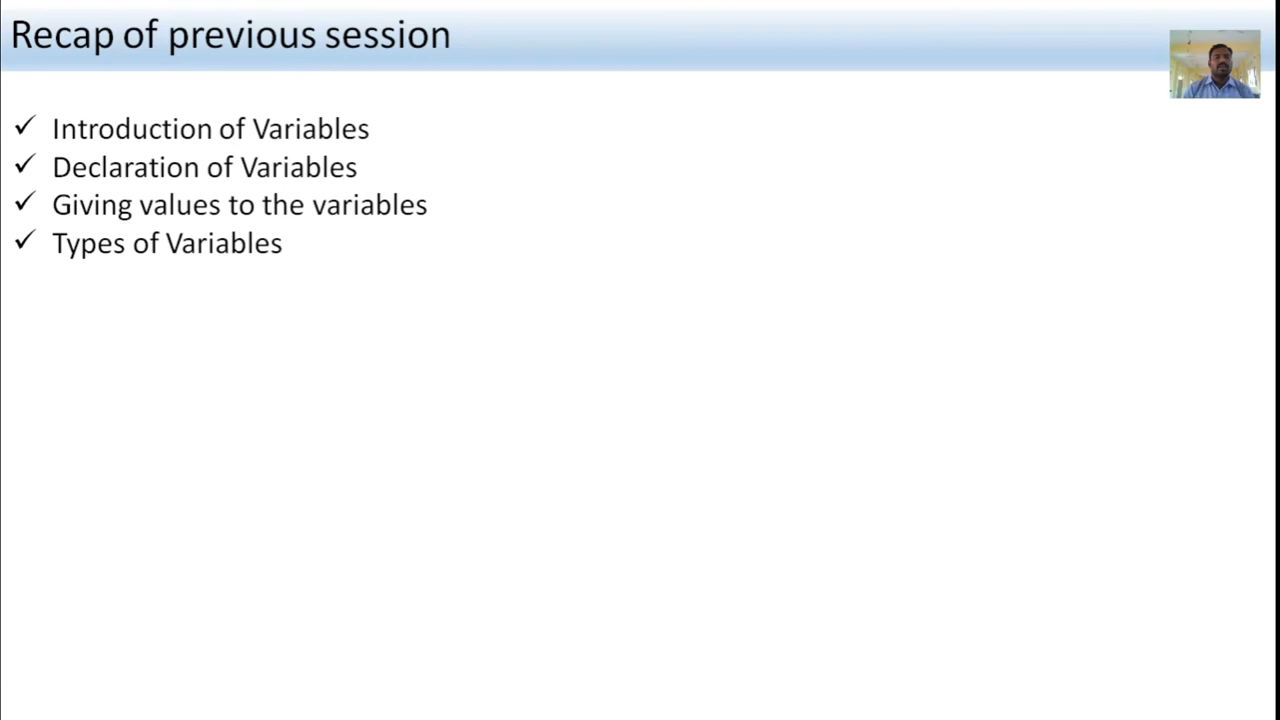 Recap of previous session
✓ Introduction of Variables
✓ Declaration of Variables
✓ Giving values to the variables
✓ Types of Variables